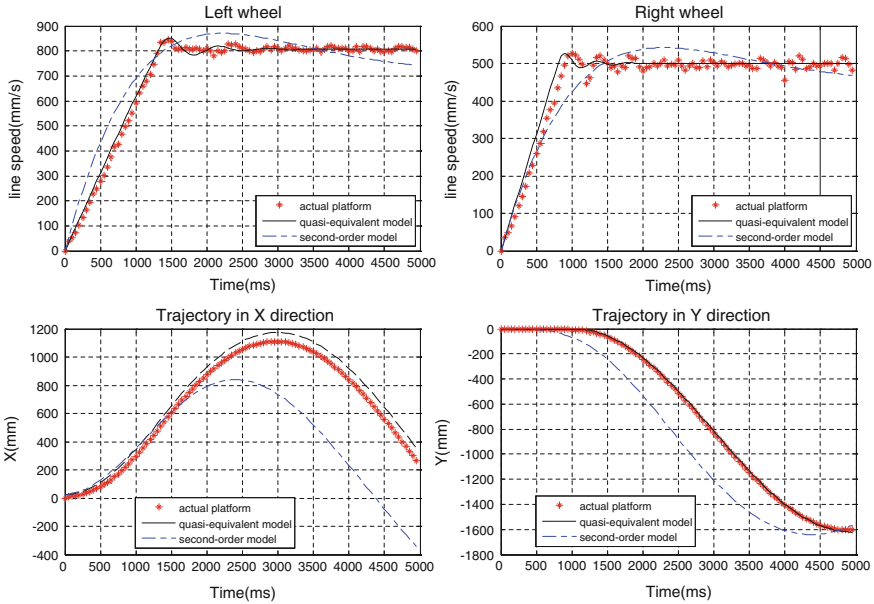 Left wheel
900
800
700
600
500
400
300
200
100
0
line speed(mm/s)
actual platform
quasi-equivalent model
second-order model
0 500 1000 1500 2000 2500 3000 3500 4000 4500 5000
Time(ms)
Right wheel
600
500
400
300
200
100
0
line speed(mm/s)
actual platform
quasi-equivalent model
second-order model
0 500 1000 1500 2000 2500 3000 3500 4000 4500 5000
Time(ms)
Trajectory in X direction
1200
1000
800
600
400
200
0
-200
-400
X(mm)
actual platform
quasi-equivalent model
second-order model
0 500 1000 1500 2000 2500 3000 3500 4000 4500 5000
Time(ms)
Trajectory in Y direction
0
-200
-400
-600
-800
-1000
-1200
-1400
-1600
-1800
Y(mm)
actual platform
quasi-equivalent model
second-order model
0 500 1000 1500 2000 2500 3000 3500 4000 4500 5000
Time(ms)